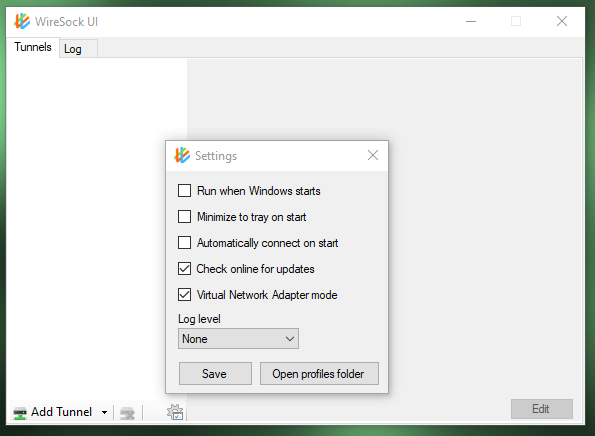 WireSock UI
Tunnels Log
Settings
Run when Windows starts
Minimize to tray on start
Automatically connect on start
Check online for updates
Virtual Network Adapter mode
Log level
None
Save Open profiles folder
Add Tunnel Edit